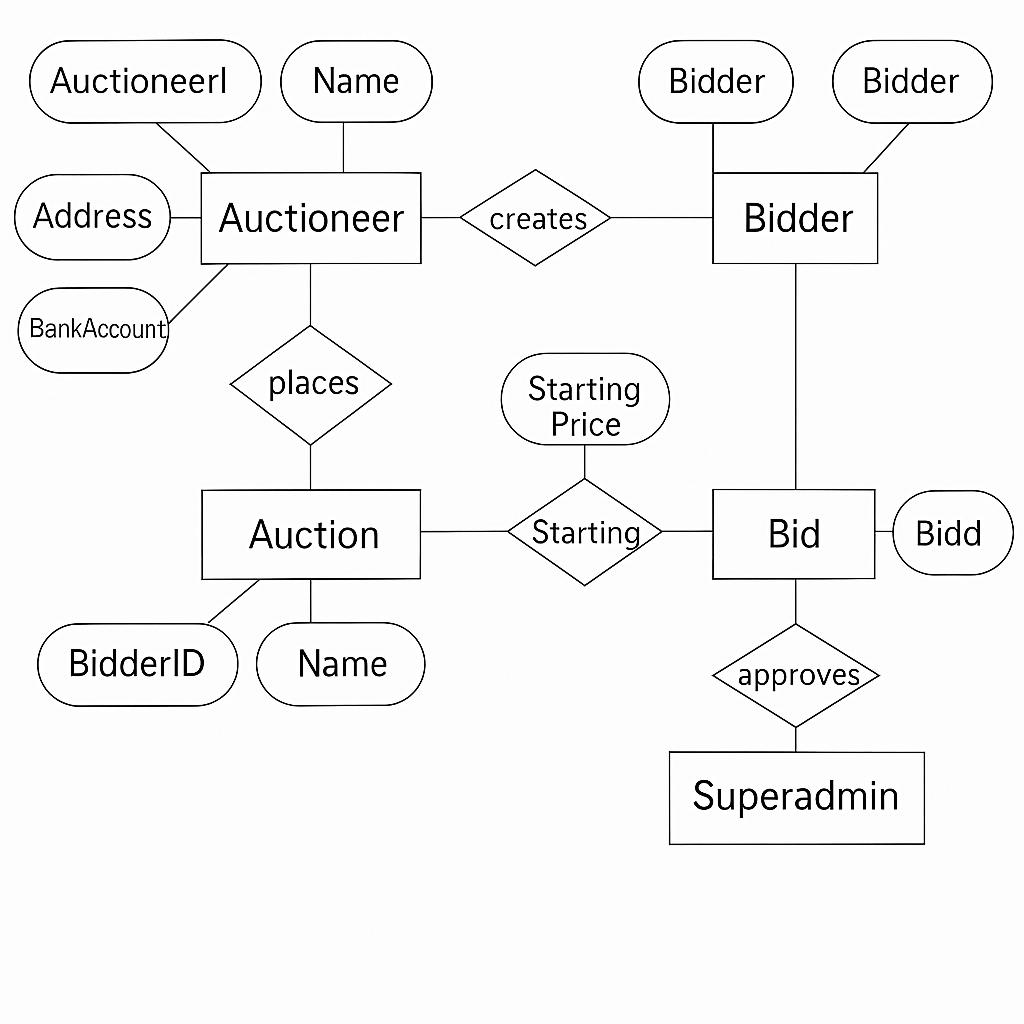 AuctioneerI
Name
Bidder
Bidder
Address
Auctioneer
creates
Bidder
BankAccount
places
Starting
Price
Auction
Starting
Bid
Bidd
BidderID
Name
approves
Superadmin